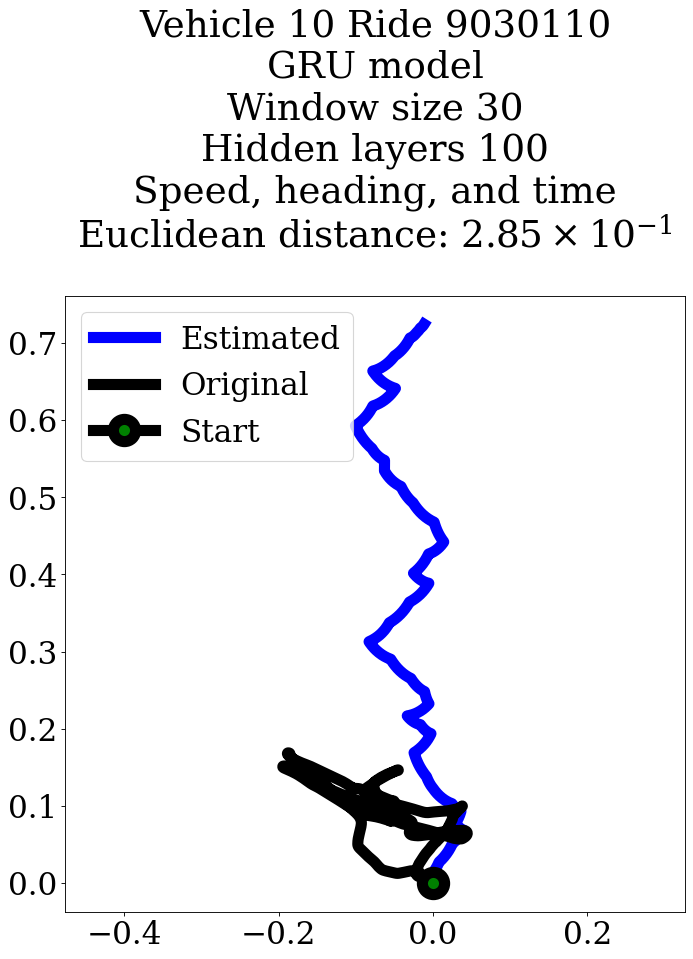 Vehicle 10 Ride 9030110
GRU model
Window size 30
Hidden layers 100
Speed, heading, and time
Euclidean distance: 2.85 × 10⁻¹
Estimated
Original
Start
0.7
0.6
0.5
0.4
0.3
0.2
0.1
0.0
−0.4 −0.2 0.0 0.2